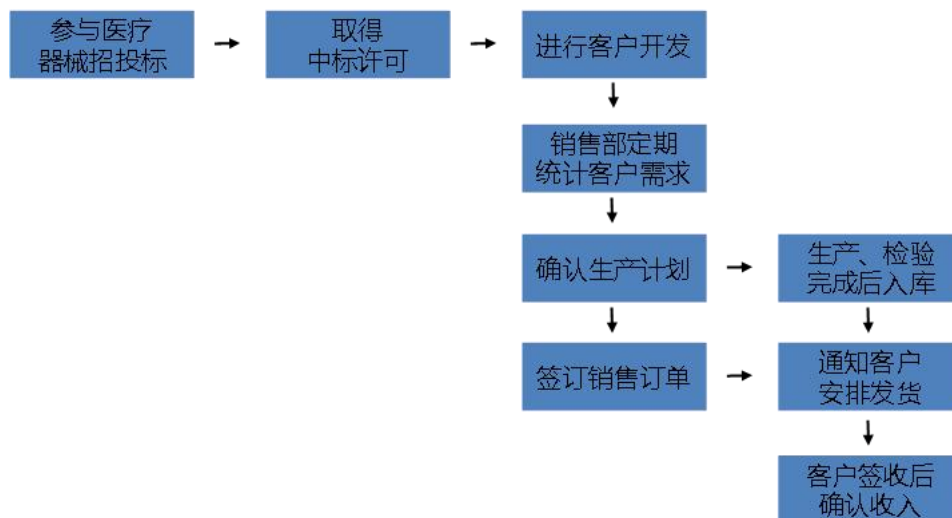 参与医疗
器械招投标
取得
中标许可
进行客户开发
销售部定期
统计客户需求
确认生产计划
生产、检验
完成后入库
签订销售订单
通知客户
安排发货
客户签收后
确认收入